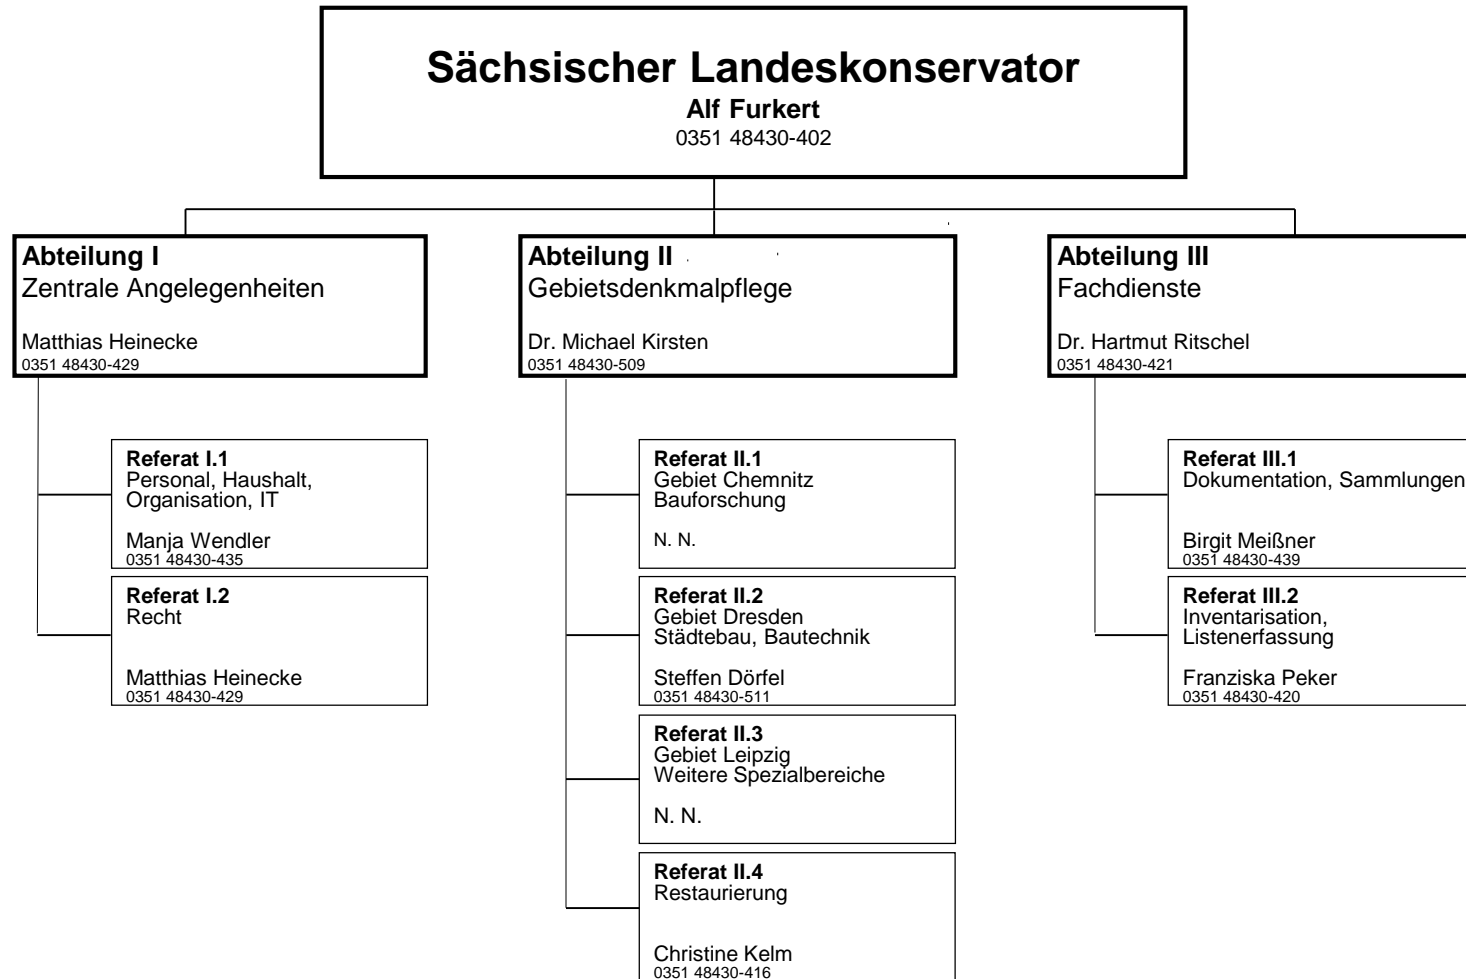 Sächsischer Landeskonservator
Alf Furkert
0351 48430-402
Abteilung I
Zentrale Angelegenheiten
Matthias Heinecke
0351 48430-429
Referat I.1
Personal, Haushalt,
Organisation, IT
Manja Wendler
0351 48430-435
Referat I.2
Recht
Matthias Heinecke
0351 48430-429
Abteilung II
Gebietsdenkmalpflege
Dr. Michael Kirsten
0351 48430-509
Referat II.1
Gebiet Chemnitz
Bauforschung
N. N.
Referat II.2
Gebiet Dresden
Städtebau, Bautechnik
Steffen Dörfel
0351 48430-511
Referat II.3
Gebiet Leipzig
Weitere Spezialbereiche
N. N.
Referat II.4
Restaurierung
Christine Kelm
0351 48430-416
Abteilung III
Fachdienste
Dr. Hartmut Ritschel
0351 48430-421
Referat III.1
Dokumentation, Sammlungen
Birgit Meißner
0351 48430-439
Referat III.2
Inventarisation,
Listenerfassung
Franziska Peker
0351 48430-420